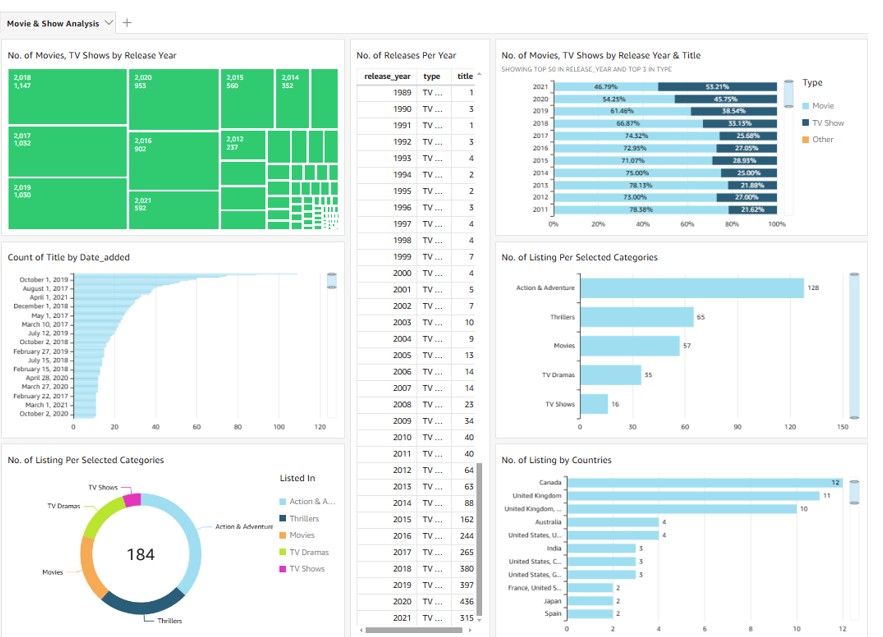 Movie & Show Analysis
No. of Movies, TV Shows by Release Year
2,018
1,147
2,017
1,032
2,019
1,030
2,020
953
2,016
902
2,021
592
2,015
560
2,014
352
2,012
237
Count of Title by Date_added
October 1, 2019
August 1, 2017
April 1, 2021
December 1, 2018
May 1, 2017
March 10, 2017
July 12, 2019
October 2, 2018
February 27, 2019
July 15, 2018
February 15, 2018
April 28, 2020
March 27, 2020
February 22, 2017
March 1, 2021
October 2, 2020
0 20 40 60 80 100 120
No. of Listing Per Selected Categories
TV Shows
TV Dramas
Movies
Thrillers
Action & Adventure
184
Listed In
Action & A...
Thrillers
Movies
TV Dramas
TV Shows
No. of Releases Per Year
release_year type title
1989 TV ... 1
1990 TV ... 3
1991 TV ... 1
1992 TV ... 3
1993 TV ... 4
1994 TV ... 2
1995 TV ... 2
1996 TV ... 3
1997 TV ... 4
1998 TV ... 4
1999 TV ... 7
2000 TV ... 4
2001 TV ... 5
2002 TV ... 7
2003 TV ... 10
2004 TV ... 9
2005 TV ... 13
2006 TV ... 14
2007 TV ... 14
2008 TV ... 23
2009 TV ... 34
2010 TV ... 40
2011 TV ... 40
2012 TV ... 64
2013 TV ... 63
2014 TV ... 88
2015 TV ... 162
2016 TV ... 244
2017 TV ... 265
2018 TV ... 380
2019 TV ... 397
2020 TV ... 436
2021 TV ... 315
No. of Movies, TV Shows by Release Year & Title
SHOWING TOP 50 IN RELEASE_YEAR AND TOP 3 IN TYPE
2021 46.79% 53.21%
2020 54.25% 45.75%
2019 61.46% 38.54%
2018 66.87% 33.13%
2017 74.32% 25.68%
2016 72.95% 27.05%
2015 71.07% 28.93%
2014 75.00% 25.00%
2013 78.13% 21.88%
2012 73.00% 27.00%
2011 78.38% 21.62%
0% 20% 40% 60% 80% 100%
Type
Movie
TV Show
Other
No. of Listing Per Selected Categories
Action & Adventure 128
Thrillers 65
Movies 57
TV Dramas 35
TV Shows 16
0 30 60 90 120 150
No. of Listing by Countries
Canada 12
United Kingdom 11
United Kingdom, ... 10
Australia 4
United States, U... 4
India 3
United States, C... 3
United States, G... 3
France, United S... 2
Japan 2
Spain 2
0 2 4 6 8 10 12